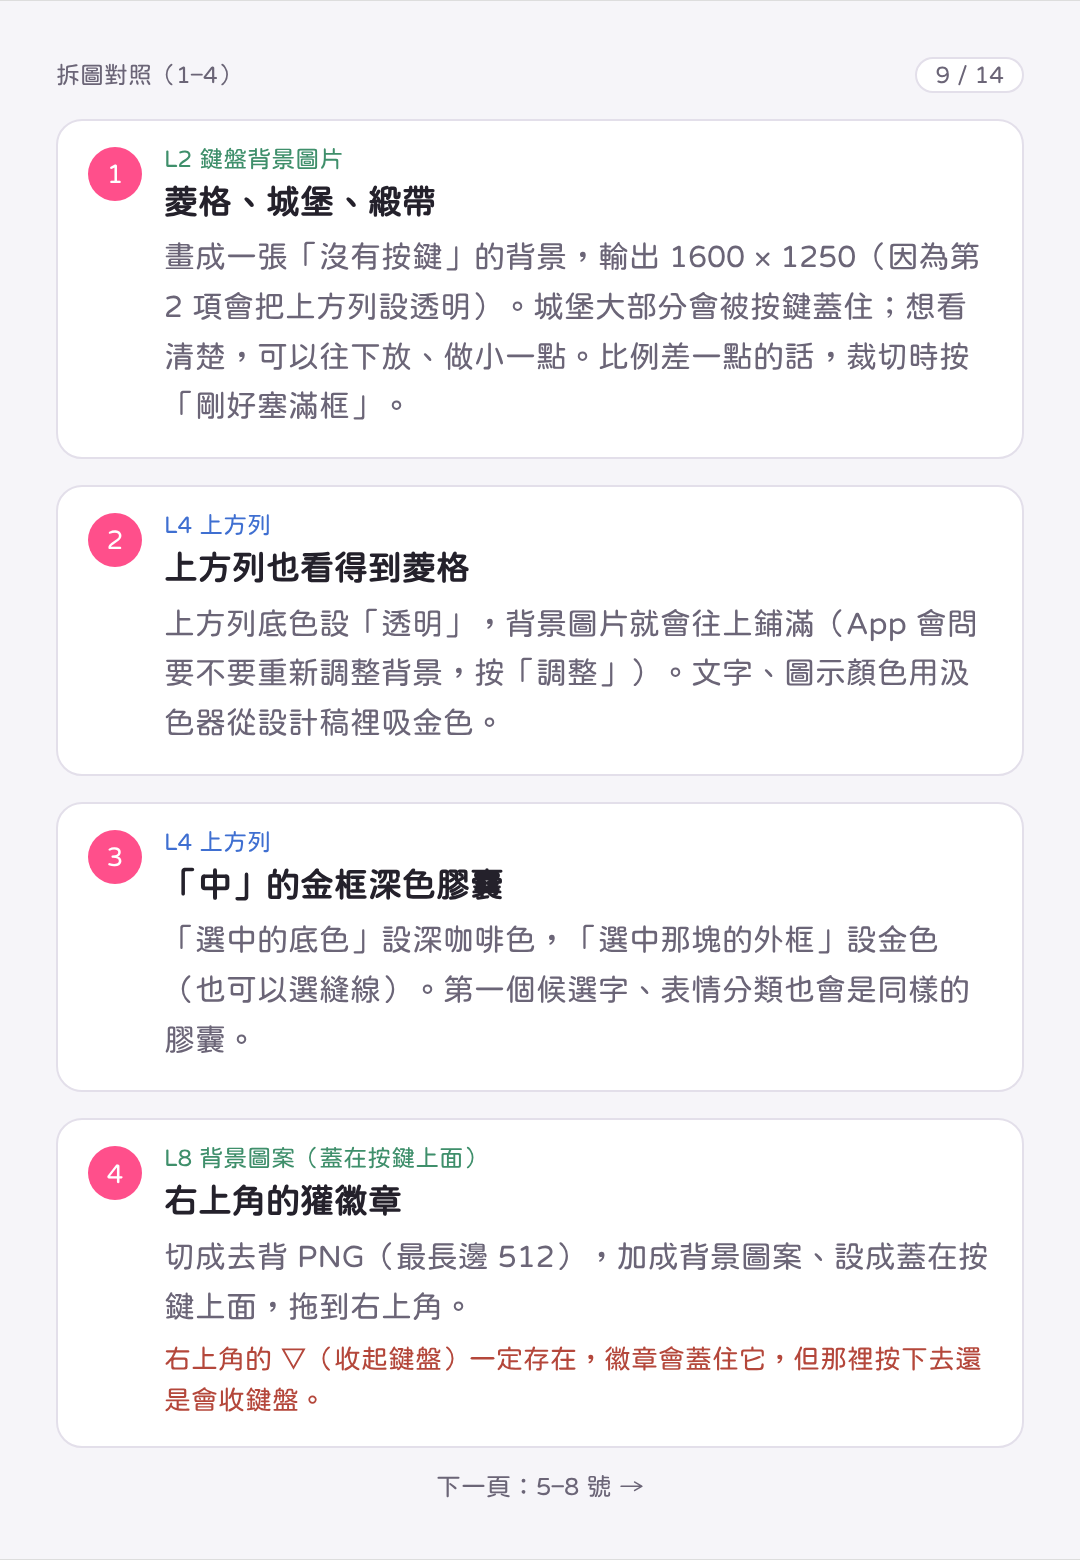 拆圖對照（1–4）
9 / 14
1
L2 鍵盤背景圖片
菱格、城堡、緞帶
畫成一張「沒有按鍵」的背景，輸出 1600 × 1250（因為第
2 項會把上方列設透明）。城堡大部分會被按鍵蓋住；想看
清楚，可以往下放、做小一點。比例差一點的話，裁切時按
「剛好塞滿框」。
2
L4 上方列
上方列也看得到菱格
上方列底色設「透明」，背景圖片就會往上鋪滿（App 會問
要不要重新調整背景，按「調整」）。文字、圖示顏色用汲
色器從設計稿裡吸金色。
3
L4 上方列
「中」的金框深色膠囊
「選中的底色」設深咖啡色，「選中那塊的外框」設金色
（也可以選縫線）。第一個候選字、表情分類也會是同樣的
膠囊。
4
L8 背景圖案（蓋在按鍵上面）
右上角的獾徽章
切成去背 PNG（最長邊 512），加成背景圖案、設成蓋在按
鍵上面，拖到右上角。
右上角的 ▽（收起鍵盤）一定存在，徽章會蓋住它，但那裡按下去還
是會收鍵盤。
下一頁：5–8 號 →